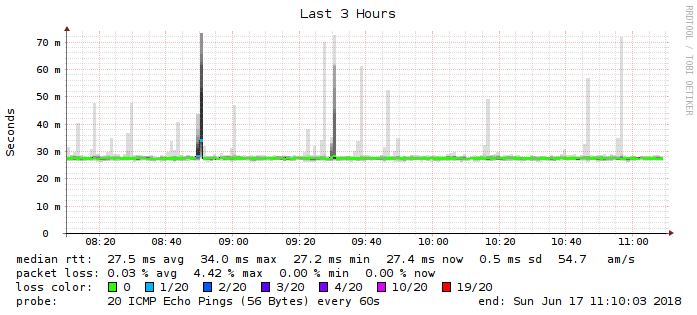 Last 3 Hours
RRDTOOL / TOBI OETIKER
Seconds
70 m
60 m
50 m
40 m
30 m
20 m
10 m
0
08:20 08:40 09:00 09:20 09:40 10:00 10:20 10:40 11:00
median rtt: 27.5 ms avg 34.0 ms max 27.2 ms min 27.4 ms now 0.5 ms sd 54.7 am/s
packet loss: 0.03 % avg 4.42 % max 0.00 % min 0.00 % now
loss color: 0 1/20 2/20 3/20 4/20 10/20 19/20
probe: 20 ICMP Echo Pings (56 Bytes) every 60s end: Sun Jun 17 11:10:03 2018